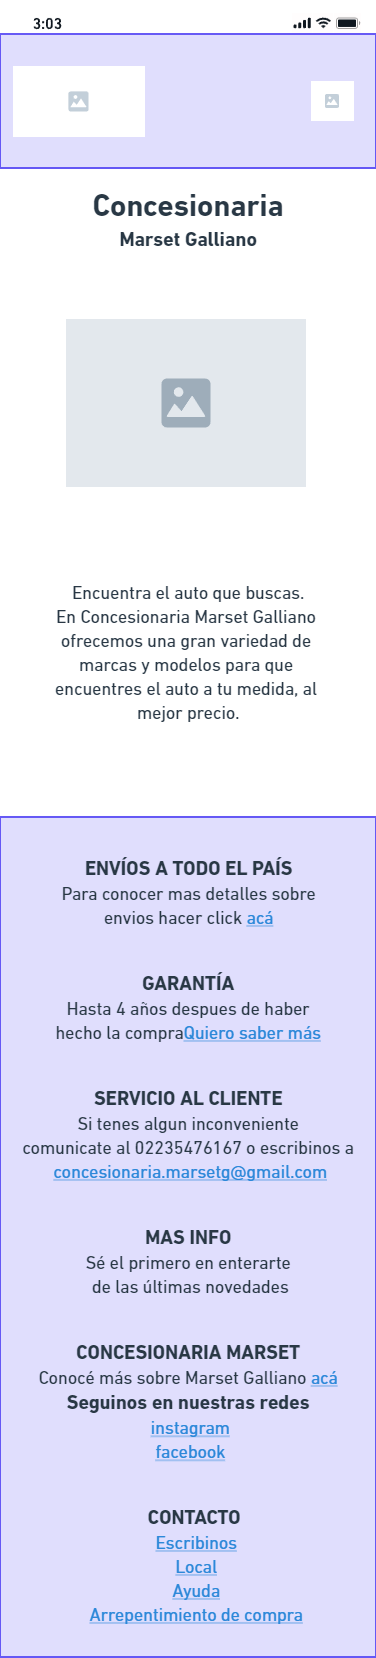 3:03
Concesionaria
Marset Galliano
Encuentra el auto que buscas.
En Concesionaria Marset Galliano
ofrecemos una gran variedad de
marcas y modelos para que
encuentres el auto a tu medida, al
mejor precio.
ENVÍOS A TODO EL PAÍS
Para conocer mas detalles sobre
envios hacer click acá
GARANTÍA
Hasta 4 años despues de haber
hecho la compraQuiero saber más
SERVICIO AL CLIENTE
Si tenes algun inconveniente
comunicate al 02235476167 o escribinos a
concesionaria.marsetg@gmail.com
MAS INFO
Sé el primero en enterarte
de las últimas novedades
CONCESIONARIA MARSET
Conocé más sobre Marset Galliano acá
Seguinos en nuestras redes
instagram
facebook
CONTACTO
Escribinos
Local
Ayuda
Arrepentimiento de compra